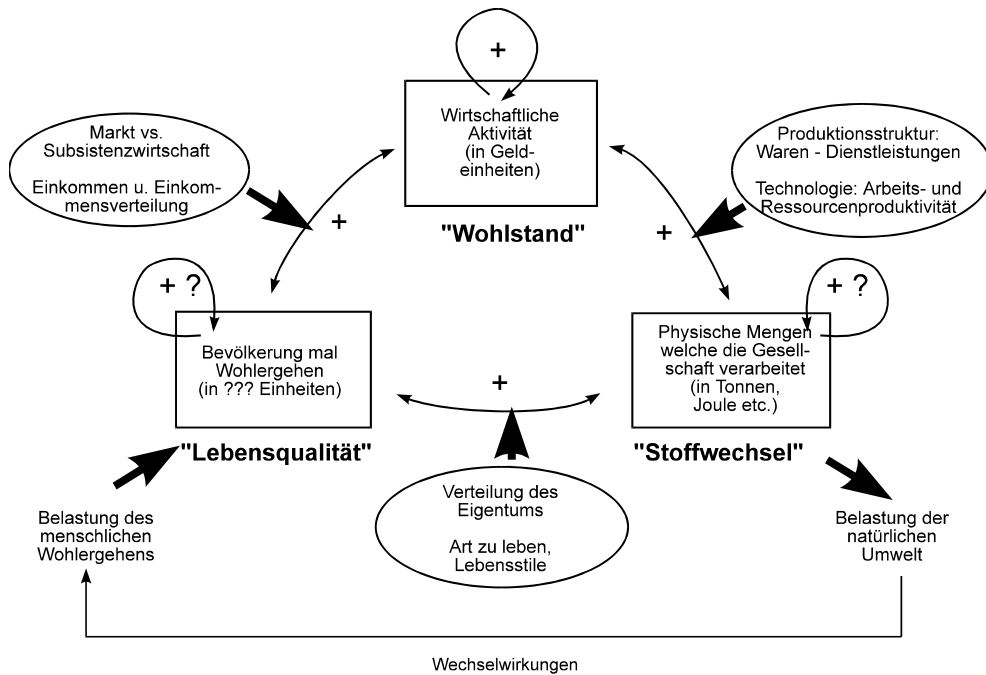 +
Wirtschaftliche
Aktivität
(in Geld-
einheiten)
"Wohlstand"
Markt vs.
Subsistenzwirtschaft
Einkommen u. Einkom-
mensverteilung
+
Produktionsstruktur:
Waren - Dienstleistungen
Technologie: Arbeits- und
Ressourcenproduktivität
+
+ ?
Bevölkerung mal
Wohlergehen
(in ??? Einheiten)
"Lebensqualität"
+ ?
Physische Mengen
welche die Gesell-
schaft verarbeitet
(in Tonnen,
Joule etc.)
"Stoffwechsel"
+
Verteilung des
Eigentums
Art zu leben,
Lebensstile
Belastung des
menschlichen
Wohlergehens
Belastung der
natürlichen
Umwelt
Wechselwirkungen